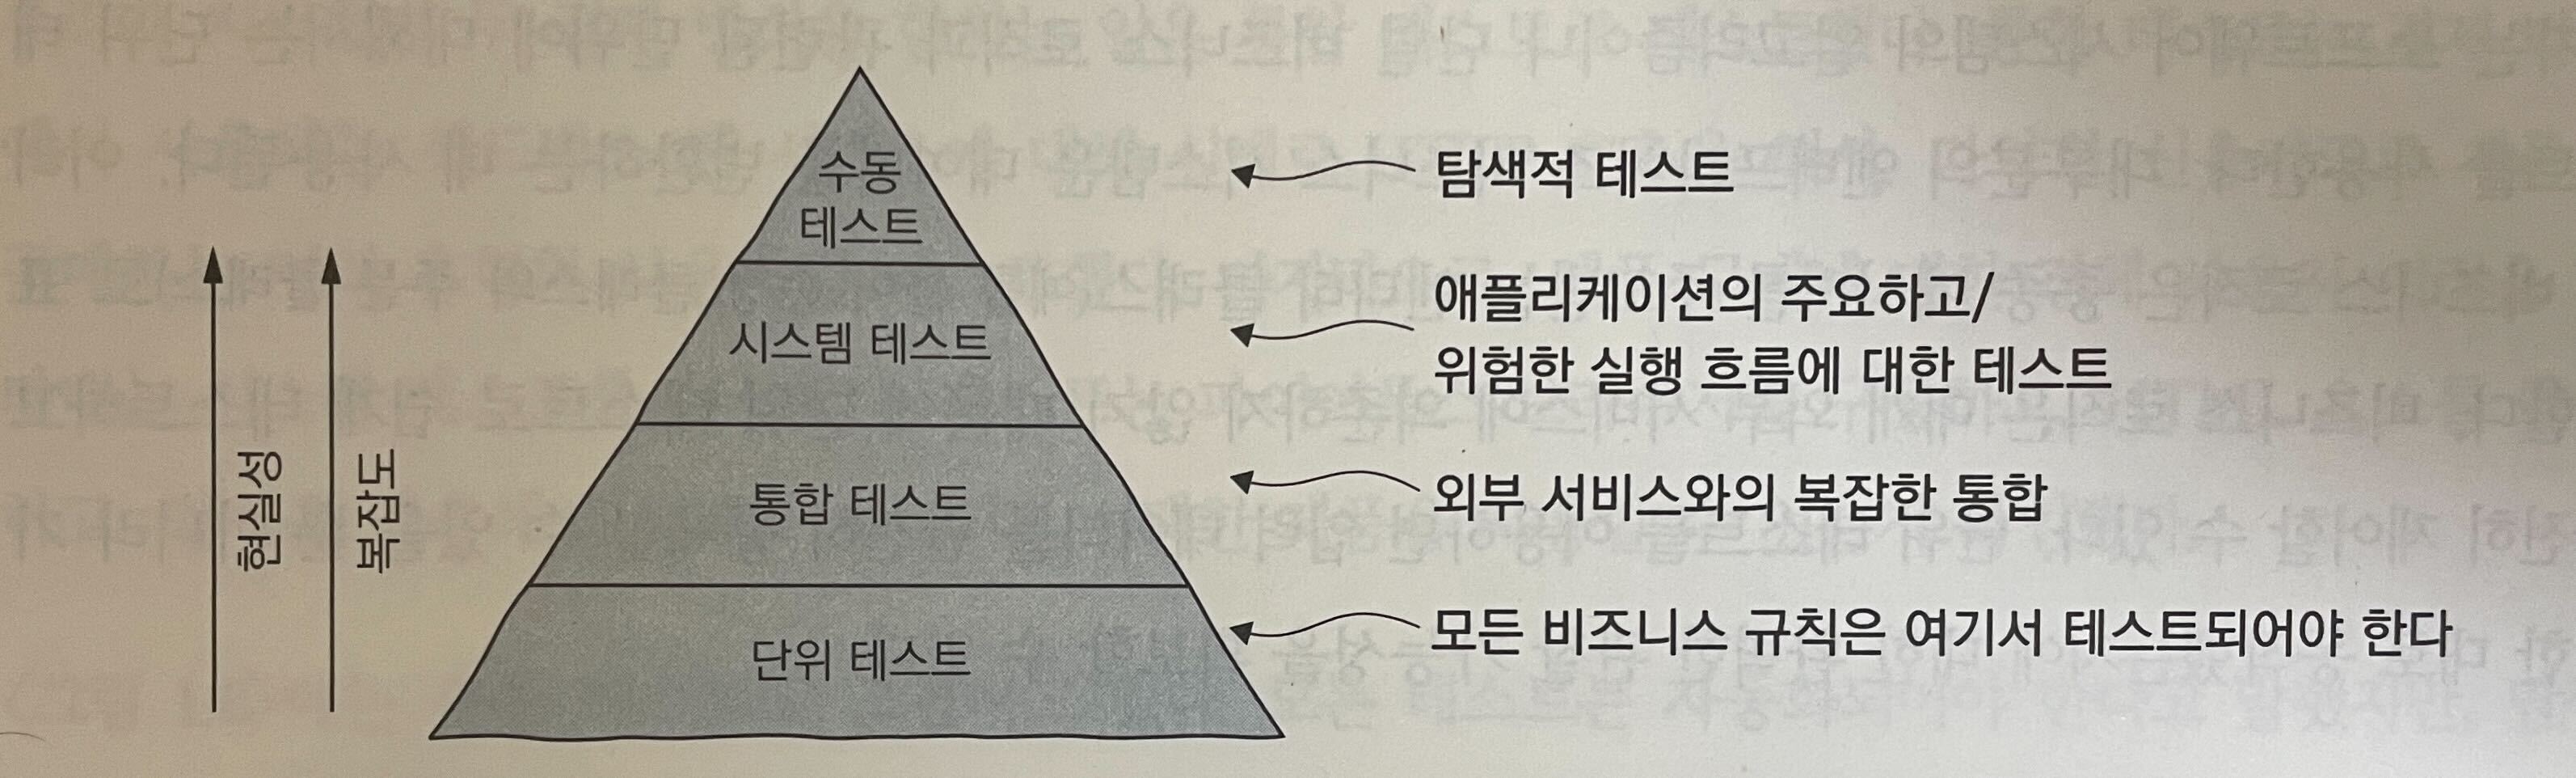 수동
테스트
탐색적 테스트
시스템 테스트
애플리케이션의 주요하고/
위험한 실행 흐름에 대한 테스트
통합 테스트
외부 서비스와의 복잡한 통합
단위 테스트
모든 비즈니스 규칙은 여기서 테스트되어야 한다
현실성
복잡도